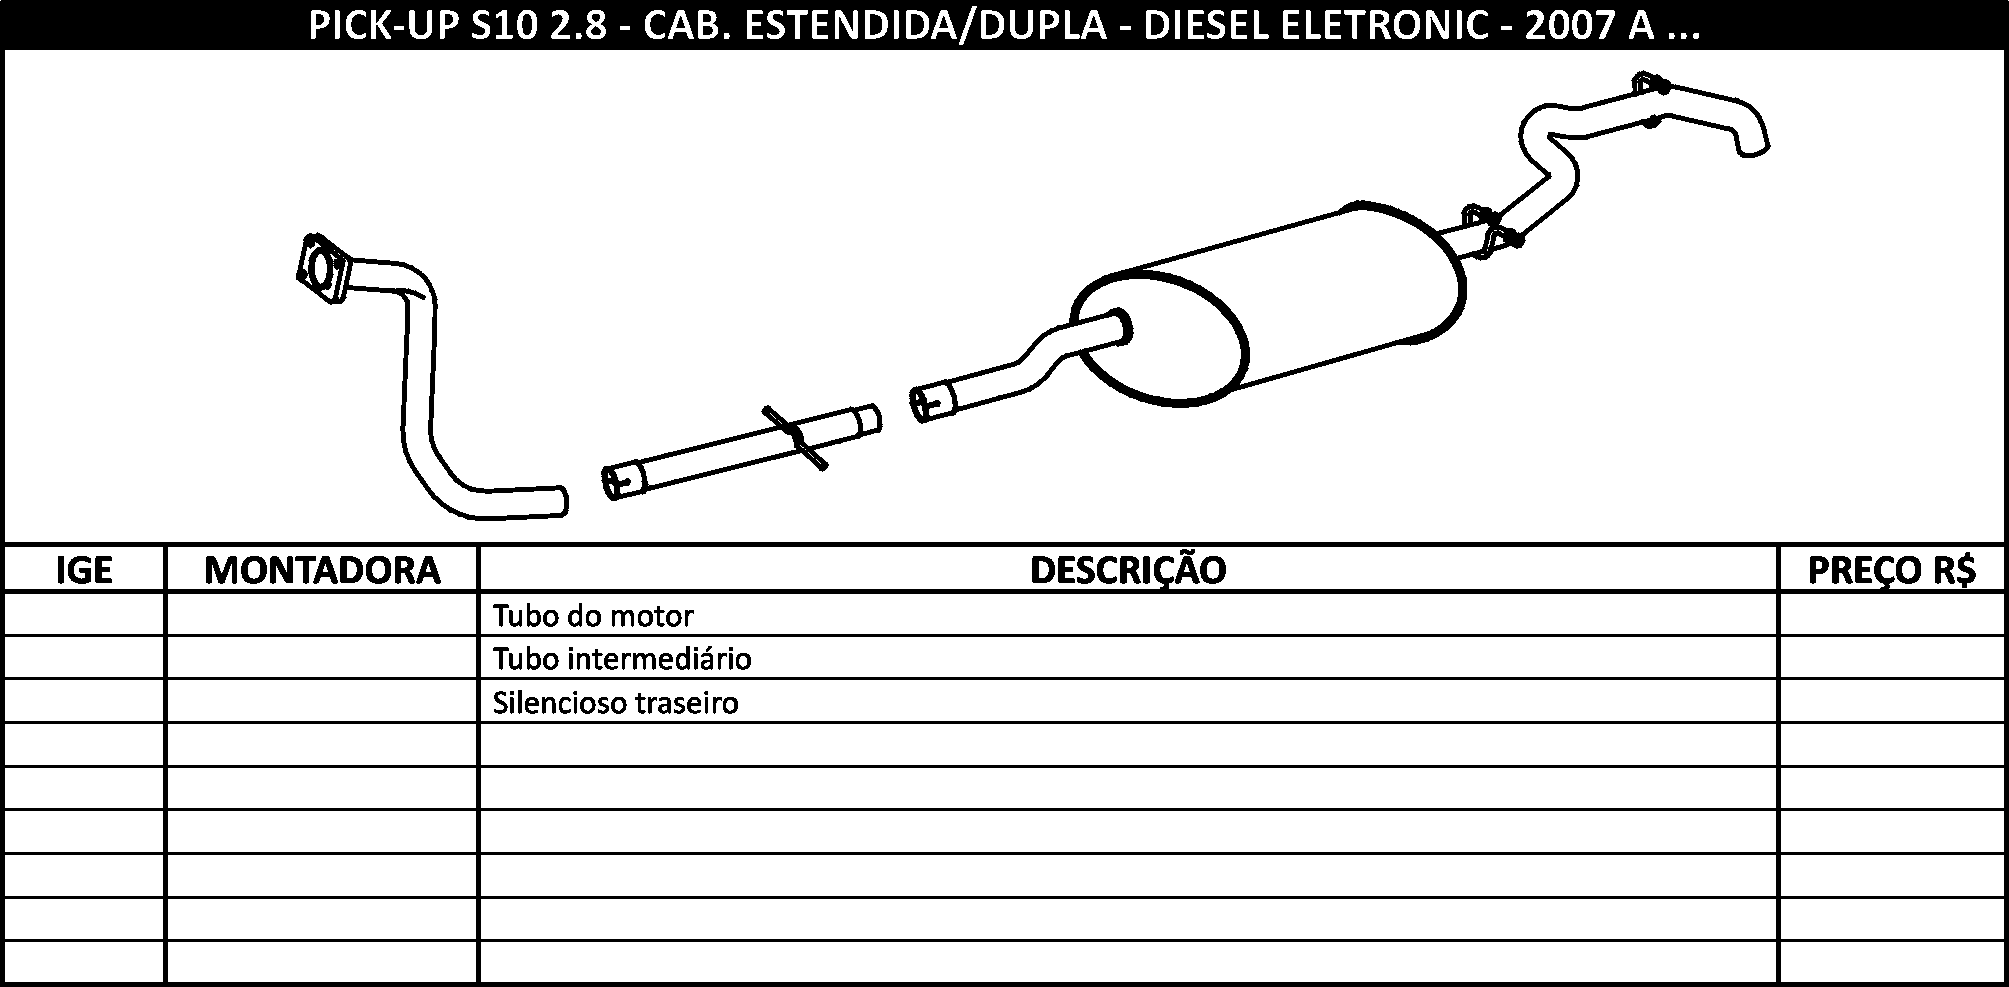 PICK-UP S10 2.8 - CAB. ESTENDIDA/DUPLA - DIESEL ELETRONIC - 2007 A ...
IGE MONTADORA DESCRIÇÃO PREÇO R$
Tubo do motor
Tubo intermediário
Silencioso traseiro